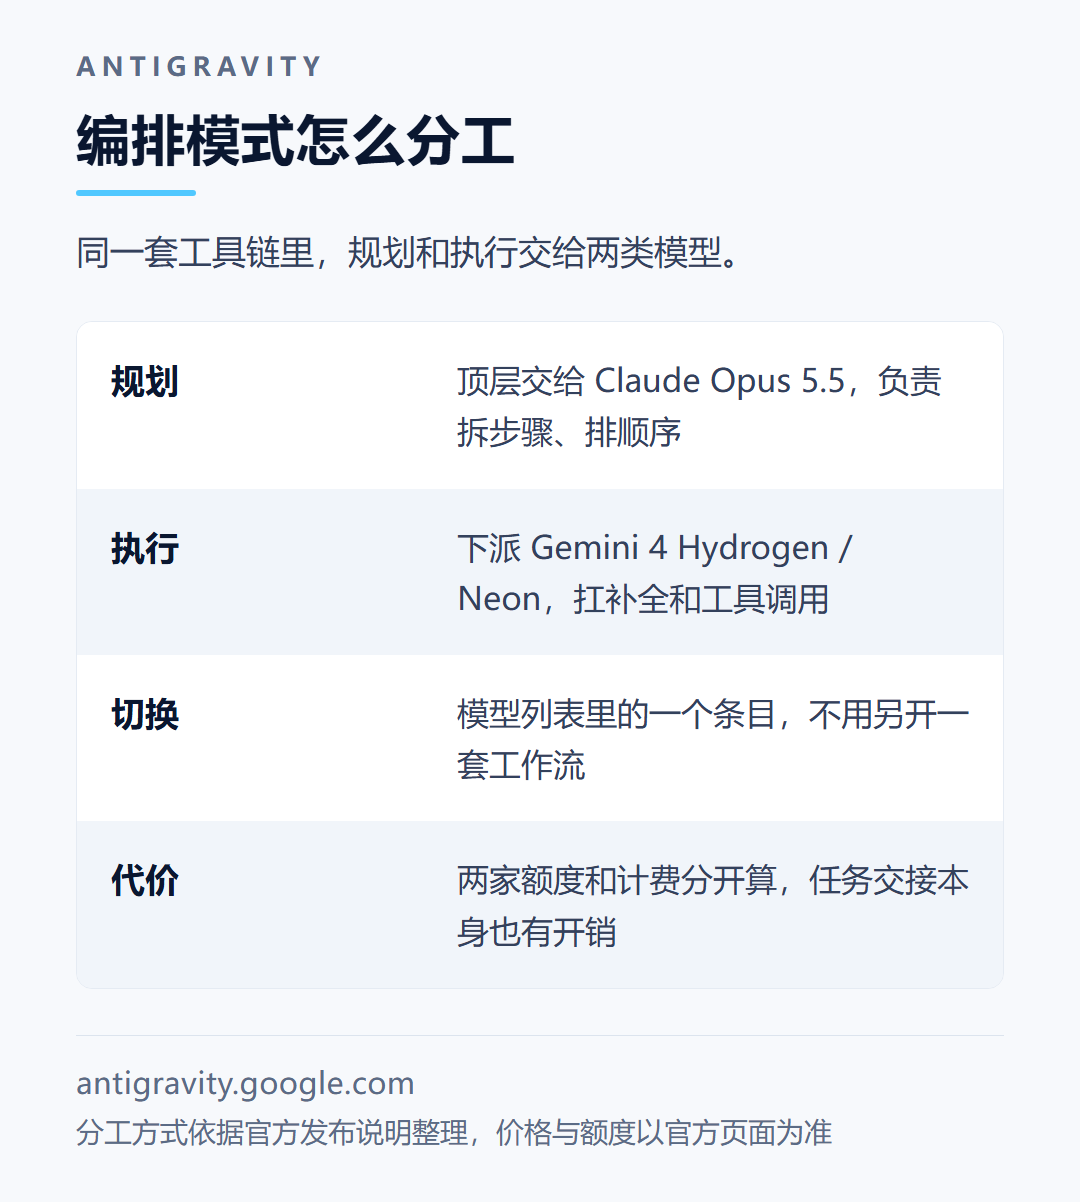 ANTIGRAVITY
编排模式怎么分工
同一套工具链里，规划和执行交给两类模型。
规划
顶层交给 Claude Opus 5.5，负责
拆步骤、排顺序
执行
下派 Gemini 4 Hydrogen /
Neon，扛补全和工具调用
切换
模型列表里的一个条目，不用另开一
套工作流
代价
两家额度和计费分开算，任务交接本
身也有开销
antigravity.google.com
分工方式依据官方发布说明整理，价格与额度以官方页面为准